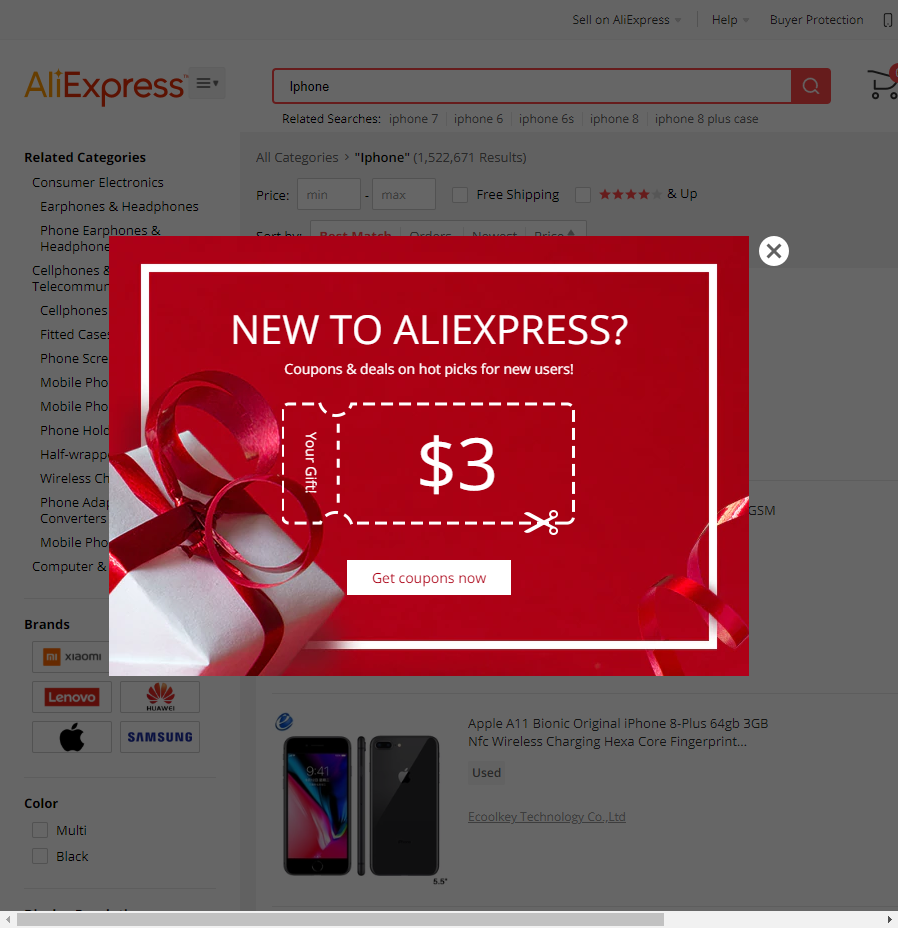 Sell on AliExpress
Help
Buyer Protection
AliExpress
Iphone
Related Searches: iphone 7 iphone 6 iphone 6s iphone 8 iphone 8 plus case
Related Categories
Consumer Electronics
Earphones & Headphones
Phone Earphones &
Headphone
Cellphones &
Telecommun
Cellphones
Fitted Cases
Phone Scre
Mobile Pho
Mobile Pho
Phone Hold
Half-wrappe
Wireless Ch
Phone Adap
Converters
Mobile Pho
Computer &
Brands
mi xiaomi
Lenovo
HUAWEI
SAMSUNG
Color
Multi
Black
All Categories > "Iphone" (1,522,671 Results)
Price: min - max Free Shipping & Up
Sort by: Best Match Orders Newest Price
NEW TO ALIEXPRESS?
Coupons & deals on hot picks for new users!
Your Gift!
$3
Get coupons now
GSM
9:41
5.5"
Apple A11 Bionic Original iPhone 8-Plus 64gb 3GB
Nfc Wireless Charging Hexa Core Fingerprint...
Used
Ecoolkey Technology Co.,Ltd